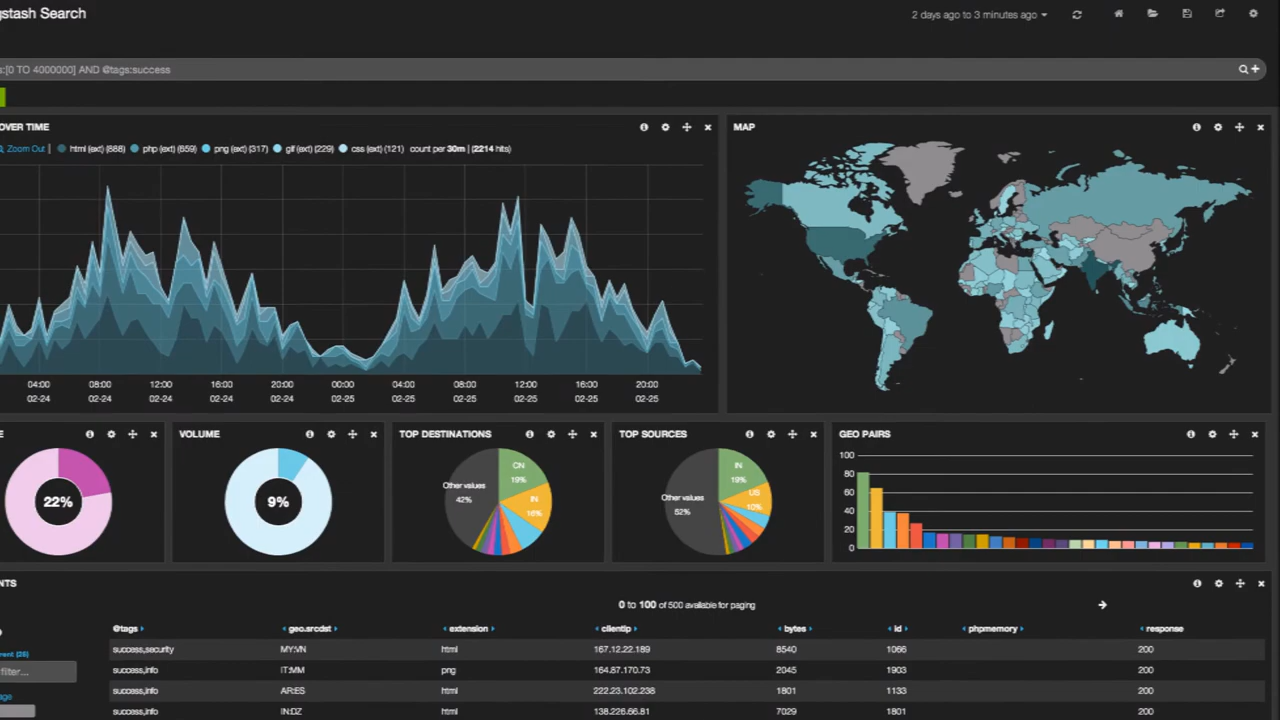 gstash Search
2 days ago to 3 minutes ago
s:[0 TO 4000000] AND @tags:success
OVER TIME
MAP
Zoom Out | html (ext) (888) php (ext) (659) png (ext) (317) gif (ext) (229) css (ext) (121) count per 30m | (2214 hits)
04:00 08:00 12:00 16:00 20:00 00:00 04:00 08:00 12:00 16:00 20:00
02-24 02-24 02-24 02-24 02-24 02-25 02-25 02-25 02-25 02-25 02-25
E
VOLUME
TOP DESTINATIONS
TOP SOURCES
GEO PAIRS
22%
9%
CN
19%
IN
16%
Other values
42%
IN
19%
US
10%
Other values
52%
100
80
60
40
20
0
NTS
0 to 100 of 500 available for paging
@tags geo.srcdst extension clientip bytes id phpmemory response
success,security MY:VN html 167.12.22.189 8540 1066 200
success,info IT:MM png 164.87.170.73 2045 1903 200
success,info AR:ES html 222.23.102.238 1801 1133 200
success,info IN:DZ html 138.226.66.81 7029 1801 200
rrent (26)
filter...
age